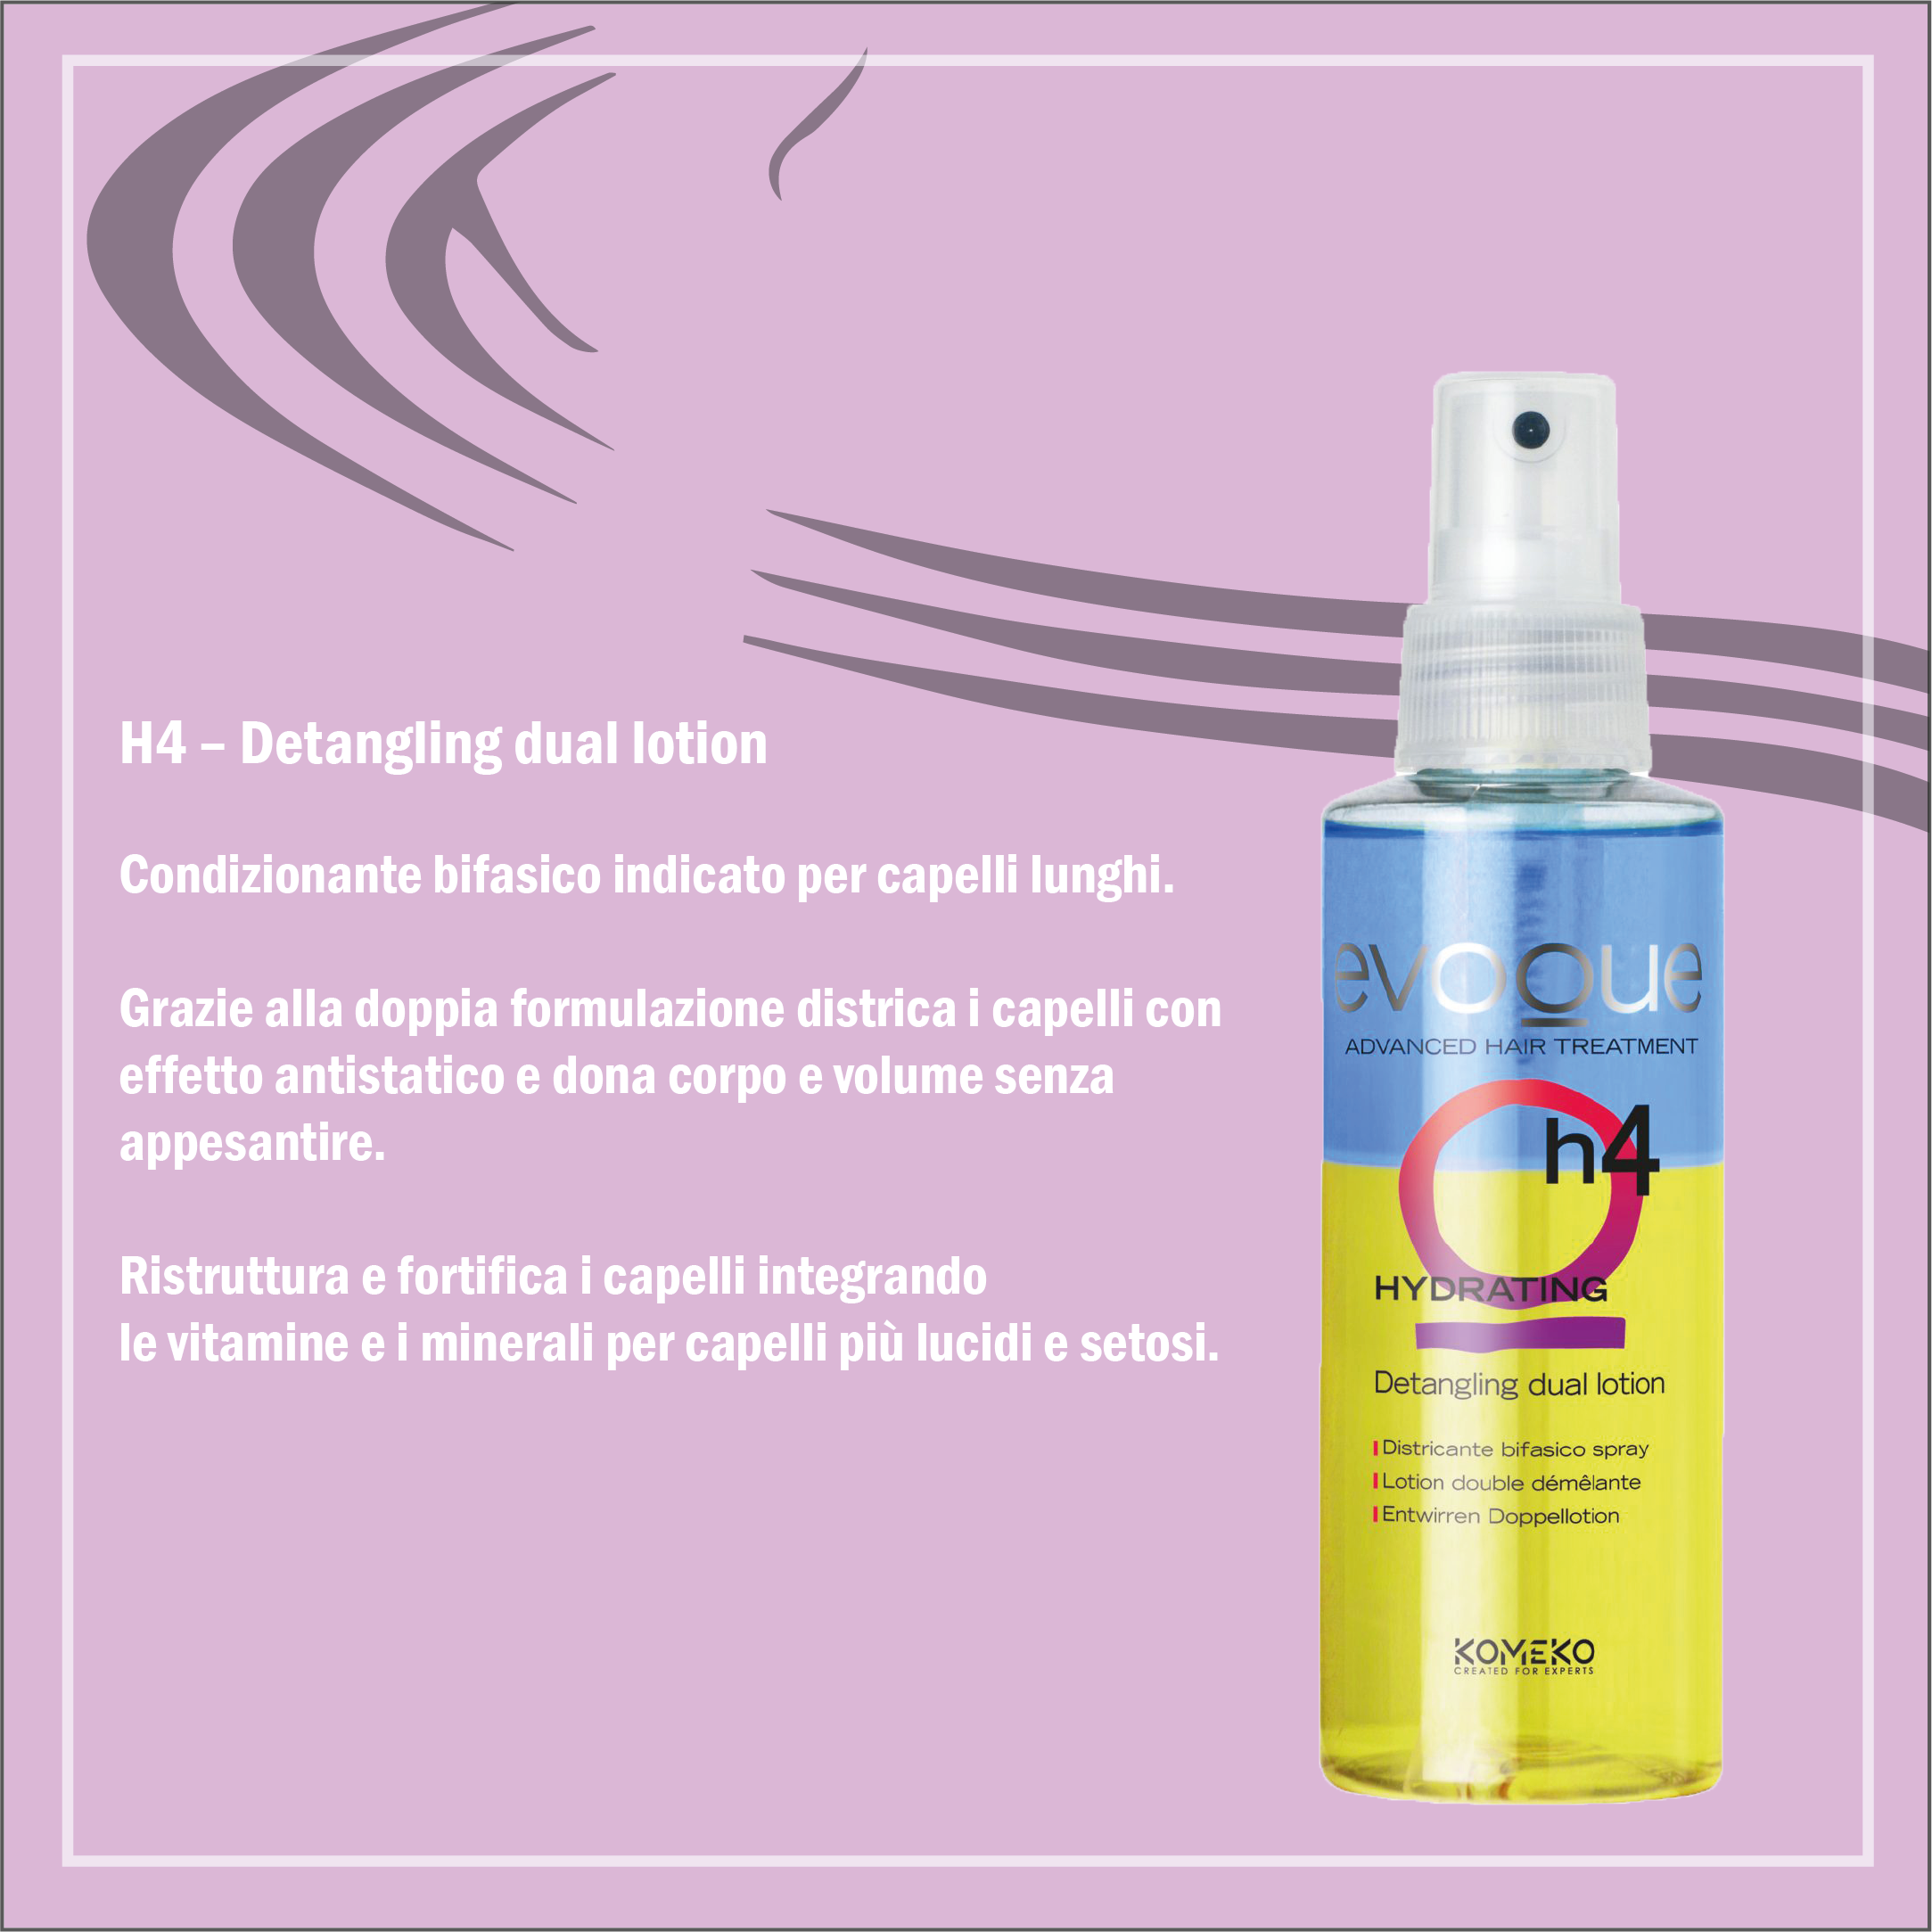 H4 – Detangling dual lotion
Condizionante bifasico indicato per capelli lunghi.
Grazie alla doppia formulazione districa i capelli con
effetto antistatico e dona corpo e volume senza
appesantire.
Ristruttura e fortifica i capelli integrando
le vitamine e i minerali per capelli più lucidi e setosi.
evoque
ADVANCED HAIR TREATMENT
h4
HYDRATING
Detangling dual lotion
Districante bifasico spray
Lotion double démêlante
Entwirren Doppellotion
KOMEKO
CREATED FOR EXPERTS